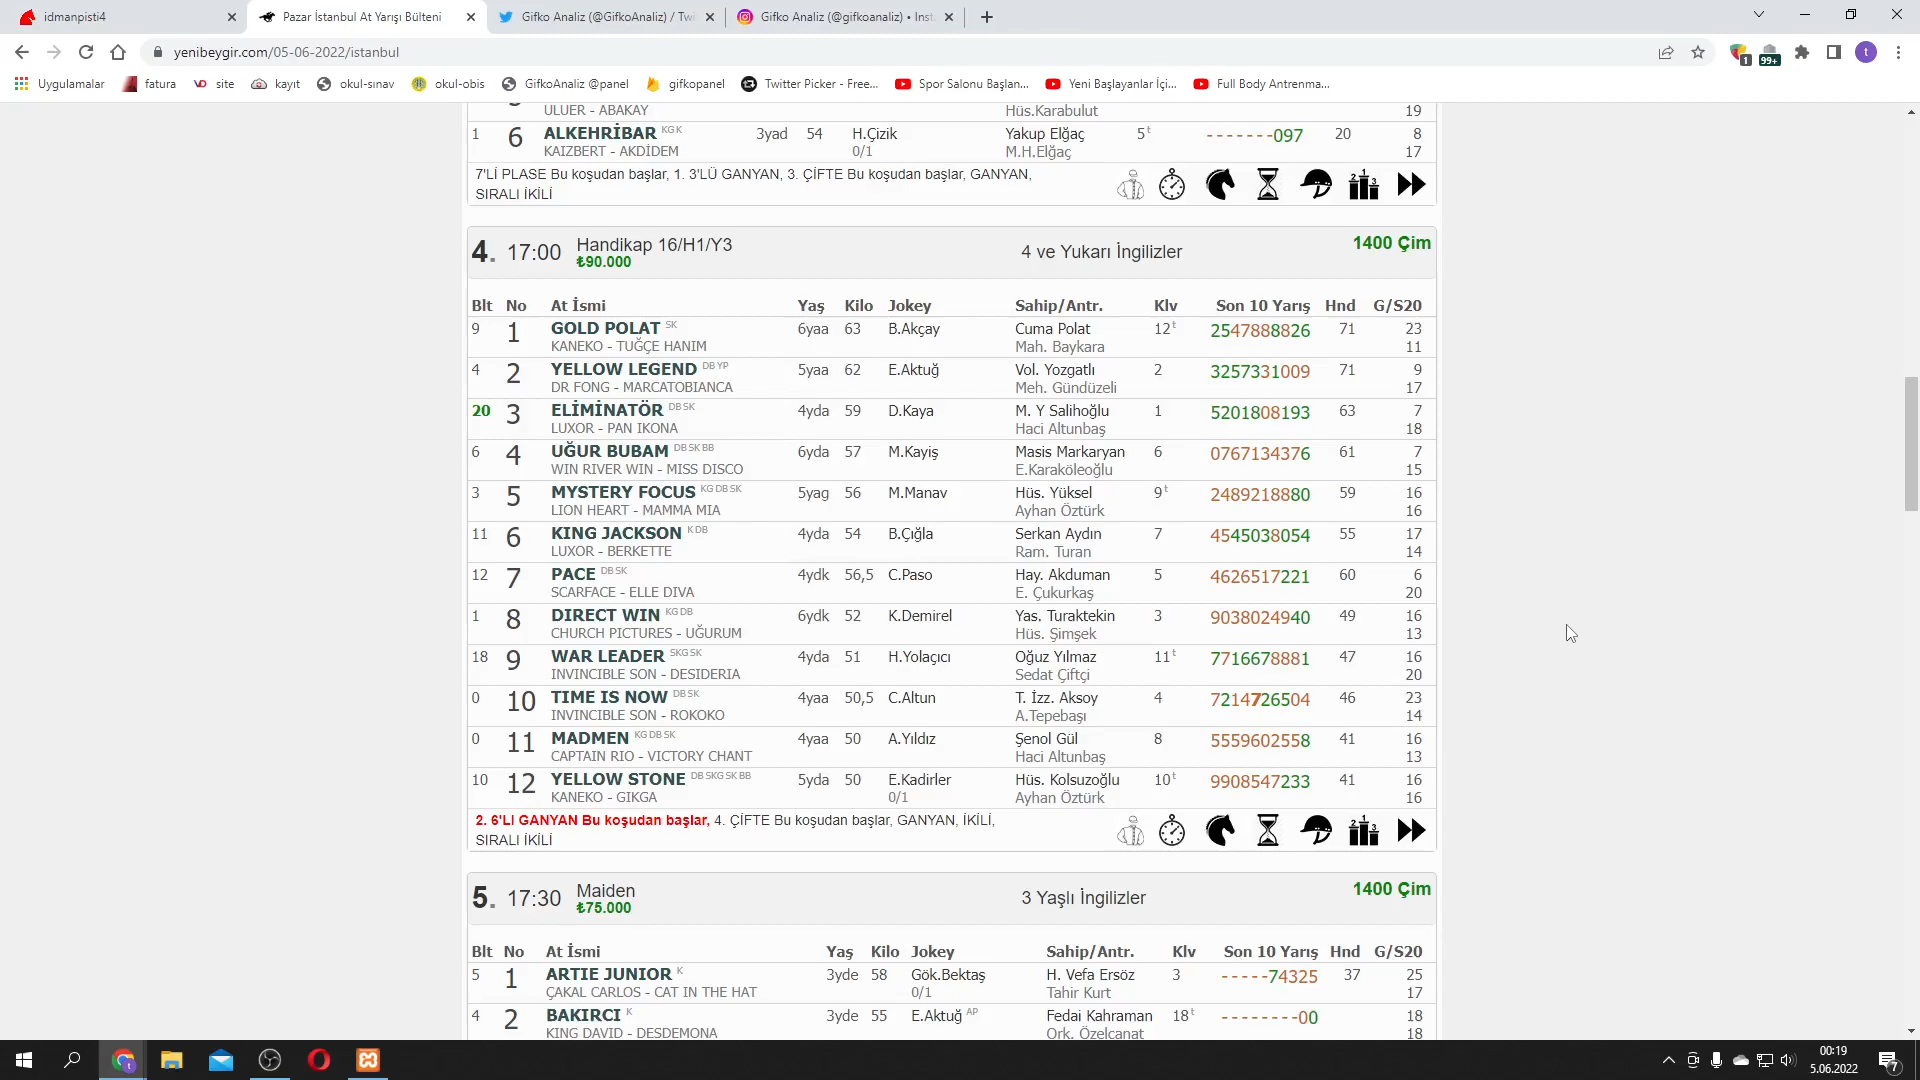 idmanpisti4
Pazar İstanbul At Yarışı Bülteni
Gifko Analiz (@GifkoAnaliz) / Twi
Gifko Analiz (@gifkoanaliz) • Inst
yenibeygir.com/05-06-2022/istanbul
1
99+
t
Uygulamalar
fatura
site
kayıt
okul-sınav
okul-obis
GifkoAnaliz @panel
gifkopanel
Twitter Picker - Free...
Spor Salonu Başlan...
Yeni Başlayanlar İçi...
Full Body Antrenma...
ULUER - ABAKAY Hüs.Karabulut 19
1 6 ALKEHRİBAR KG K 3yad 54 H.Çizik Yakup Elğaç 5 t -------097 20 8
KAIZBERT - AKDİDEM 0/1 M.H.Elğaç 17
7'Lİ PLASE Bu koşudan başlar, 1. 3'LÜ GANYAN, 3. ÇİFTE Bu koşudan başlar, GANYAN,
SIRALI İKİLİ
4. 17:00 Handikap 16/H1/Y3 4 ve Yukarı İngilizler 1400 Çim
₺90.000
Blt No At İsmi Yaş Kilo Jokey Sahip/Antr. Klv Son 10 Yarış Hnd G/S20
9 1 GOLD POLAT SK 6yaa 63 B.Akçay Cuma Polat 12 t 2547888826 71 23
KANEKO - TUĞÇE HANIM Mah. Baykara 11
4 2 YELLOW LEGEND DB YP 5yaa 62 E.Aktuğ Vol. Yozgatlı 2 3257331009 71 9
DR FONG - MARCATOBIANCA Meh. Gündüzeli 17
20 3 ELİMİNATÖR DB SK 4yda 59 D.Kaya M. Y Salihoğlu 1 5201808193 63 7
LUXOR - PAN IKONA Haci Altunbaş 18
6 4 UĞUR BUBAM DB SK BB 6yda 57 M.Kayiş Masis Markaryan 6 0767134376 61 7
WIN RIVER WIN - MISS DISCO E.Karaköleoğlu 15
3 5 MYSTERY FOCUS KG DB SK 5yag 56 M.Manav Hüs. Yüksel 9 t 2489218880 59 16
LION HEART - MAMMA MIA Ayhan Öztürk 16
11 6 KING JACKSON K DB 4yda 54 B.Çığla Serkan Aydın 7 4545038054 55 17
LUXOR - BERKETTE Ram. Turan 14
12 7 PACE DB SK 4ydk 56,5 C.Paso Hay. Akduman 5 4626517221 60 6
SCARFACE - ELLE DIVA E. Çukurkaş 20
1 8 DIRECT WIN KG DB 6ydk 52 K.Demirel Yas. Turaktekin 3 9038024940 49 16
CHURCH PICTURES - UĞURUM Hüs. Şimşek 13
18 9 WAR LEADER SKG SK 4yda 51 H.Yolaçıcı Oğuz Yılmaz 11 t 7716678881 47 16
INVINCIBLE SON - DESIDERIA Sedat Çiftçi 20
0 10 TIME IS NOW DB SK 4yaa 50,5 C.Altun T. İzz. Aksoy 4 7214726504 46 23
INVINCIBLE SON - ROKOKO A.Tepebaşı 14
0 11 MADMEN KG DB SK 4yaa 50 A.Yıldız Şenol Gül 8 5559602558 41 16
CAPTAIN RIO - VICTORY CHANT Haci Altunbaş 13
10 12 YELLOW STONE DB SKG SK BB 5yda 50 E.Kadirler Hüs. Kolsuzoğlu 10 t 9908547233 41 16
KANEKO - GIKGA 0/1 Ayhan Öztürk 16
2. 6'LI GANYAN Bu koşudan başlar, 4. ÇİFTE Bu koşudan başlar, GANYAN, İKİLİ,
SIRALI İKİLİ
5. 17:30 Maiden 3 Yaşlı İngilizler 1400 Çim
₺75.000
Blt No At İsmi Yaş Kilo Jokey Sahip/Antr. Klv Son 10 Yarış Hnd G/S20
5 1 ARTIE JUNIOR K 3yde 58 Gök.Bektaş H. Vefa Ersöz 3 -----74325 37 25
ÇAKAL CARLOS - CAT IN THE HAT 0/1 Tahir Kurt 17
4 2 BAKIRCI K 3yde 55 E.Aktuğ AP Fedai Kahraman 18 t --------00 18
KING DAVID - DESDEMONA Ork. Özelcanat 18
00:19
5.06.2022
7